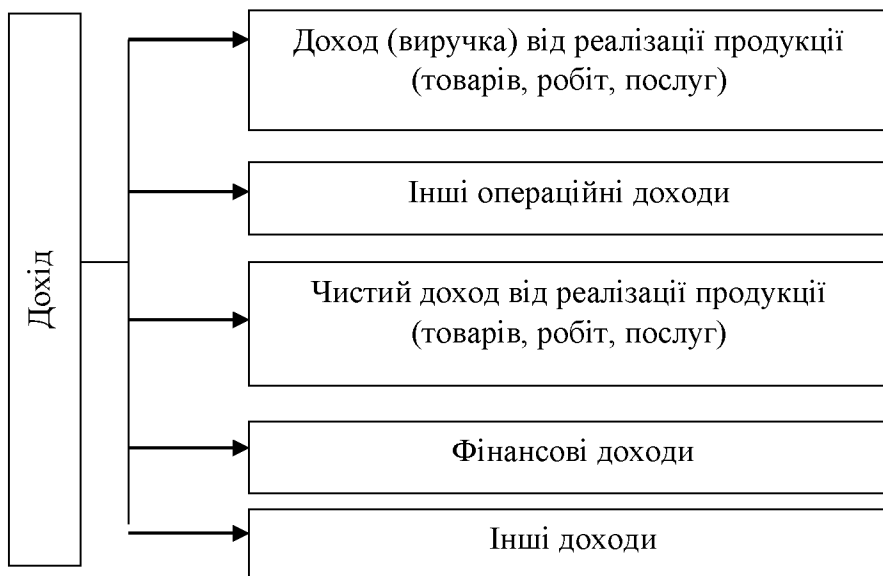 Дохід
Доход (виручка) від реалізації продукції
(товарів, робіт, послуг)
Інші операційні доходи
Чистий доход від реалізації продукції
(товарів, робіт, послуг)
Фінансові доходи
Інші доходи